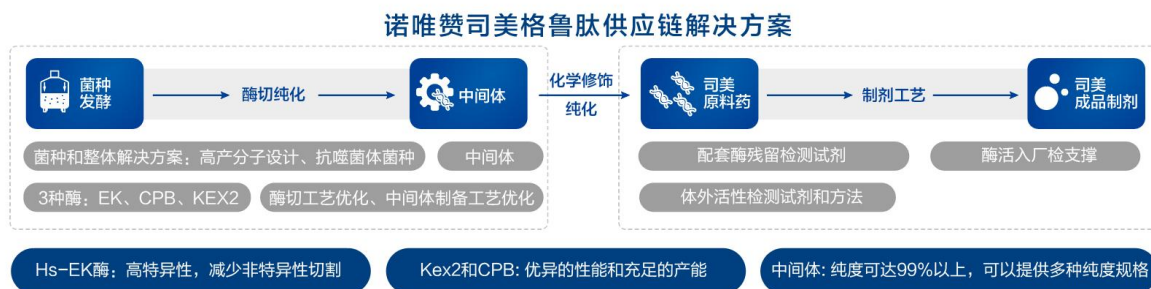 诺唯赞司美格鲁肽供应链解决方案
菌种
发酵
酶切纯化
中间体
化学修饰
纯化
司美
原料药
制剂工艺
司美
成品制剂
菌种和整体解决方案：高产分子设计、抗噬菌体菌种
中间体
配套酶残留检测试剂
酶活入厂检支撑
3种酶：EK、CPB、KEX2
酶切工艺优化、中间体制备工艺优化
体外活性检测试剂和方法
Hs-EK酶：高特异性，减少非特异性切割
Kex2和CPB: 优异的性能和充足的产能
中间体: 纯度可达99%以上，可以提供多种纯度规格